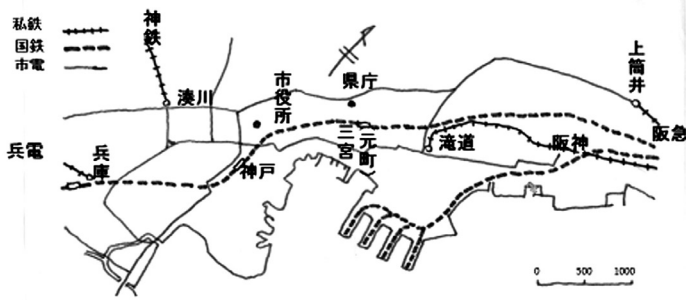 私鉄
国鉄
市電
神鉄
湊川
市役所
県庁
上筒井
阪急
兵電
兵庫
神戸
三宮
元町
滝道
阪神
0 500 1000